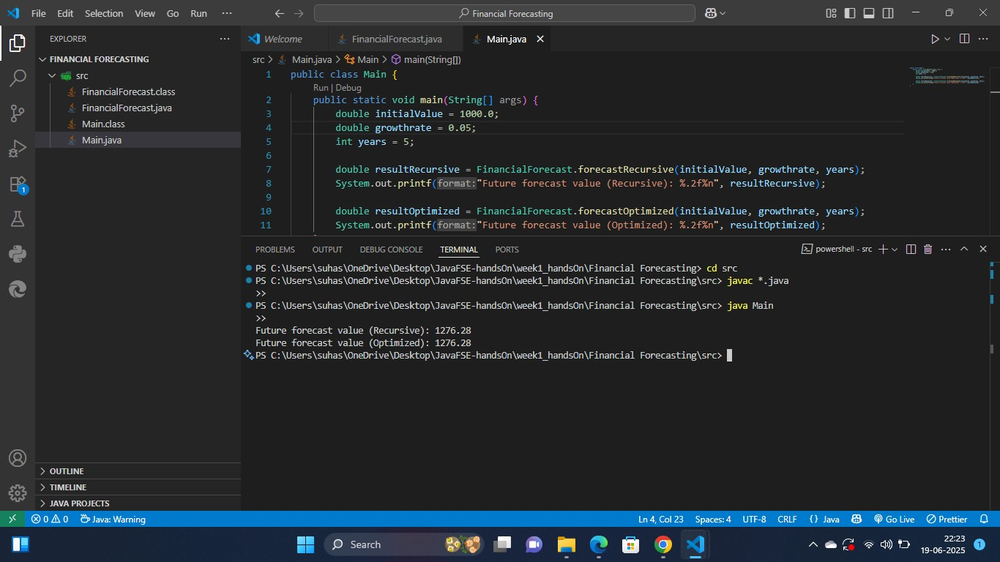 File Edit Selection View Go Run ··· Financial Forecasting
EXPLORER ···
FINANCIAL FORECASTING
src
FinancialForecast.class
FinancialForecast.java
Main.class
Main.java
1
OUTLINE
TIMELINE
JAVA PROJECTS
Welcome FinancialForecast.java Main.java
src > Main.java > Main > main(String[])
1 public class Main {
Run | Debug
2 public static void main(String[] args) {
3 double initialValue = 1000.0;
4 double growthrate = 0.05;
5 int years = 5;
6
7 double resultRecursive = FinancialForecast.forecastRecursive(initialValue, growthrate, years);
8 System.out.printf(format:"Future forecast value (Recursive): %.2f%n", resultRecursive);
9
10 double resultOptimized = FinancialForecast.forecastOptimized(initialValue, growthrate, years);
11 System.out.printf(format:"Future forecast value (Optimized): %.2f%n", resultOptimized);
PROBLEMS OUTPUT DEBUG CONSOLE TERMINAL PORTS powershell - src
PS C:\Users\suhas\OneDrive\Desktop\JavaFSE-handsOn\week1_handsOn\Financial Forecasting> cd src
PS C:\Users\suhas\OneDrive\Desktop\JavaFSE-handsOn\week1_handsOn\Financial Forecasting\src> javac *.java
>>
PS C:\Users\suhas\OneDrive\Desktop\JavaFSE-handsOn\week1_handsOn\Financial Forecasting\src> java Main
>>
Future forecast value (Recursive): 1276.28
Future forecast value (Optimized): 1276.28
PS C:\Users\suhas\OneDrive\Desktop\JavaFSE-handsOn\week1_handsOn\Financial Forecasting\src>
0 0 Java: Warning Ln 4, Col 23 Spaces: 4 UTF-8 CRLF {} Java Go Live Prettier
Search 22:23
19-06-2025 1